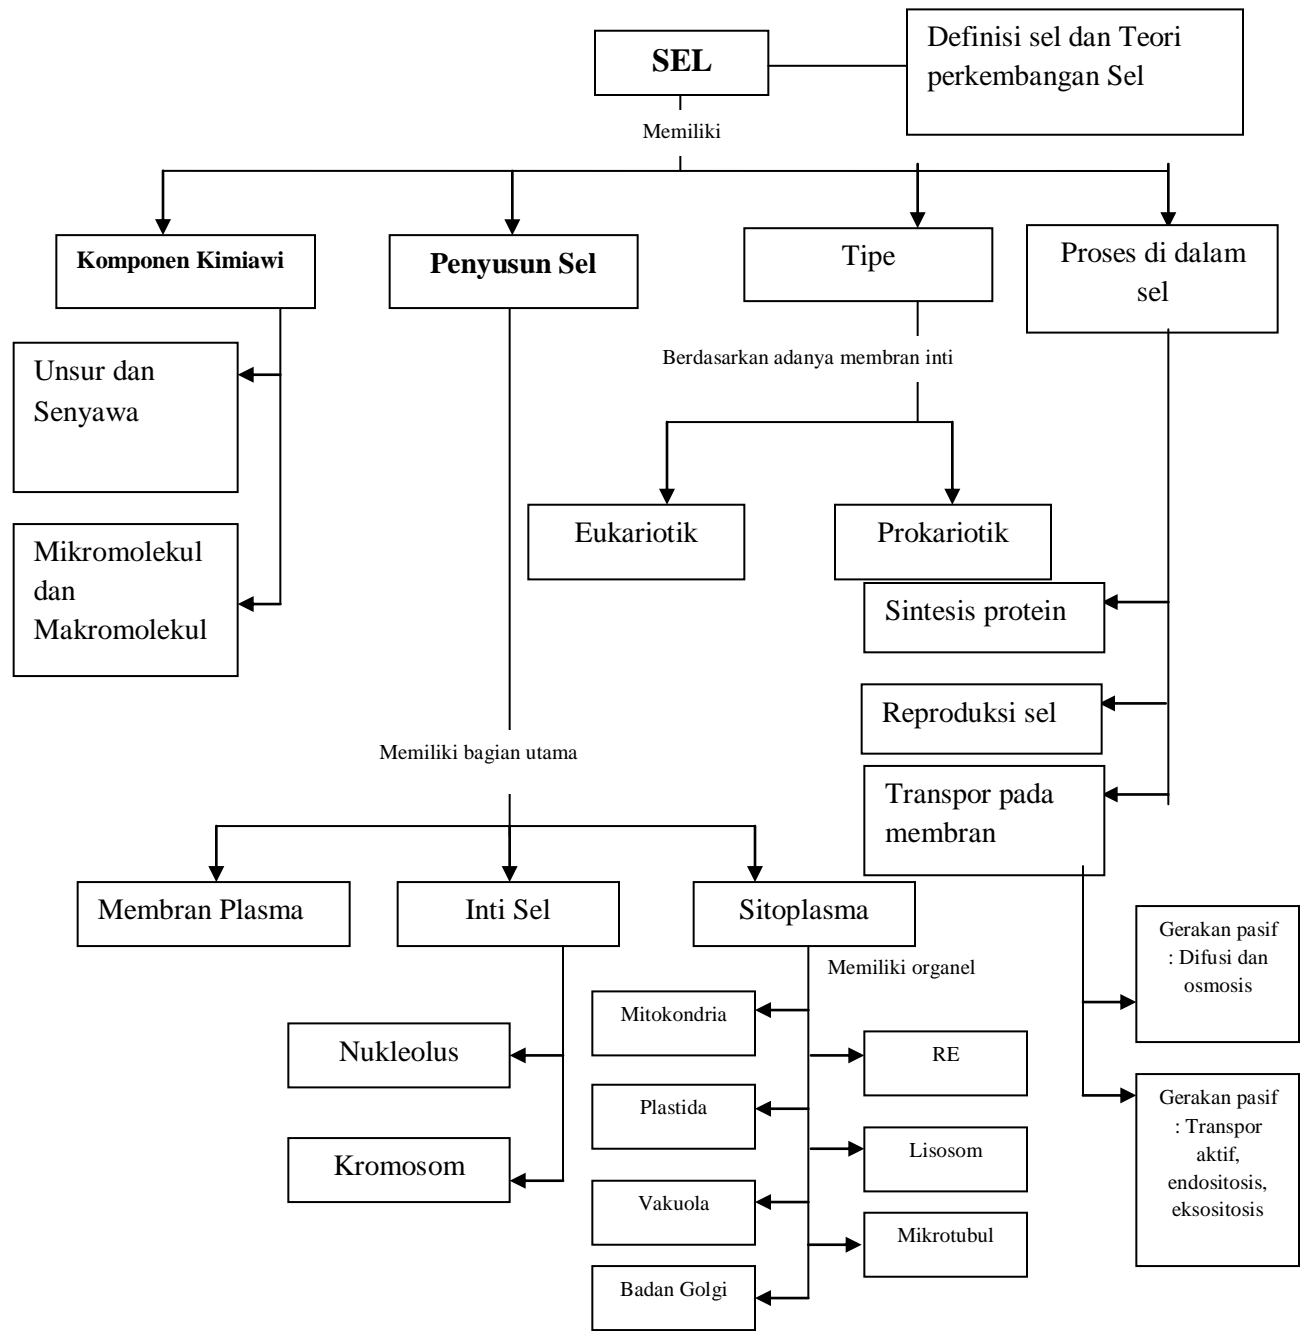 SEL
Definisi sel dan Teori
perkembangan Sel
Memiliki
Komponen Kimiawi
Penyusun Sel
Tipe
Proses di dalam
sel
Unsur dan
Senyawa
Berdasarkan adanya membran inti
Mikromolekul
dan
Makromolekul
Eukariotik
Prokariotik
Sintesis protein
Reproduksi sel
Memiliki bagian utama
Transpor pada
membran
Membran Plasma
Inti Sel
Sitoplasma
Memiliki organel
Gerakan pasif
: Difusi dan
osmosis
Mitokondria
Nukleolus
RE
Plastida
Gerakan pasif
: Transpor
aktif,
endositosis,
eksositosis
Kromosom
Lisosom
Vakuola
Mikrotubul
Badan Golgi